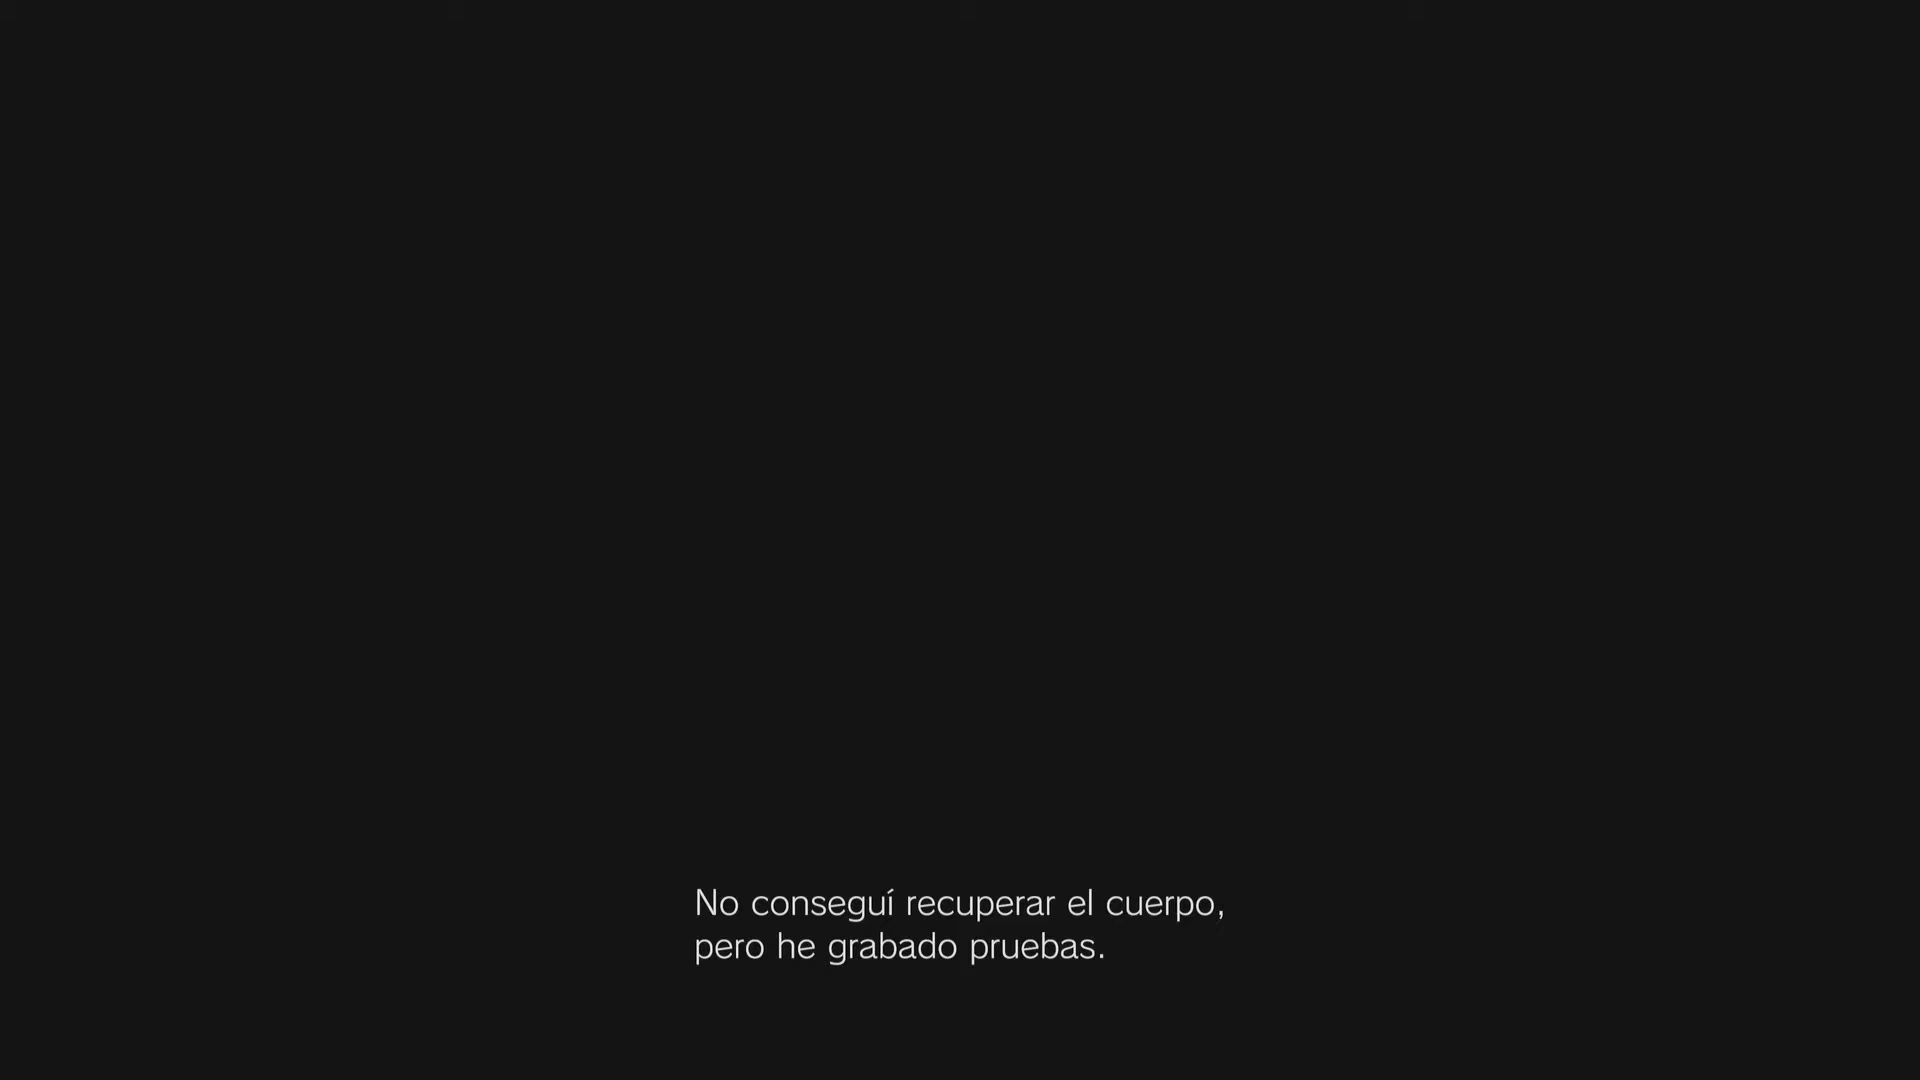 No conseguí recuperar el cuerpo,
pero he grabado pruebas.